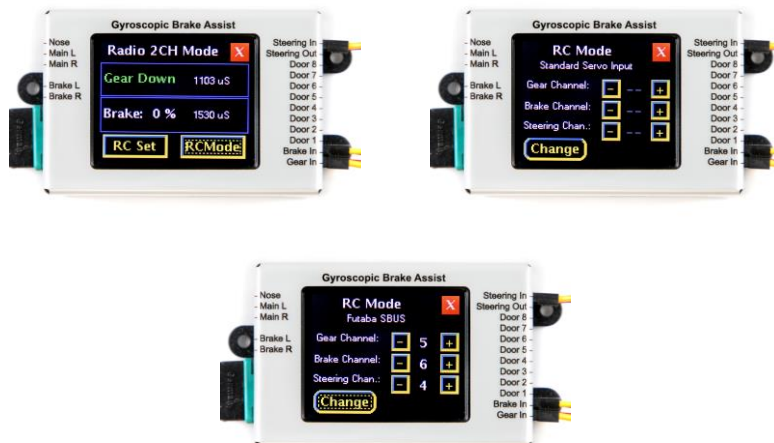 Gyroscopic Brake Assist
- Nose
- Main L
- Main R
- Brake L
- Brake R
Radio 2CH Mode X
Gear Down 1103 uS
Brake: 0 % 1530 uS
RC Set RCMode
Steering In -
Steering Out -
Door 8 -
Door 7 -
Door 6 -
Door 5 -
Door 4 -
Door 3 -
Door 2 -
Door 1 -
Brake In -
Gear In -
Gyroscopic Brake Assist
- Nose
- Main L
- Main R
- Brake L
- Brake R
RC Mode X
Standard Servo Input
Gear Channel: - -- +
Brake Channel: - -- +
Steering Chan.: - -- +
Change
Steering In -
Steering Out -
Door 8 -
Door 7 -
Door 6 -
Door 5 -
Door 4 -
Door 3 -
Door 2 -
Door 1 -
Brake In -
Gear In -
Gyroscopic Brake Assist
- Nose
- Main L
- Main R
- Brake L
- Brake R
RC Mode X
Futaba SBUS
Gear Channel: - 5 +
Brake Channel: - 6 +
Steering Chan.: - 4 +
Change
Steering In -
Steering Out -
Door 8 -
Door 7 -
Door 6 -
Door 5 -
Door 4 -
Door 3 -
Door 2 -
Door 1 -
Brake In -
Gear In -